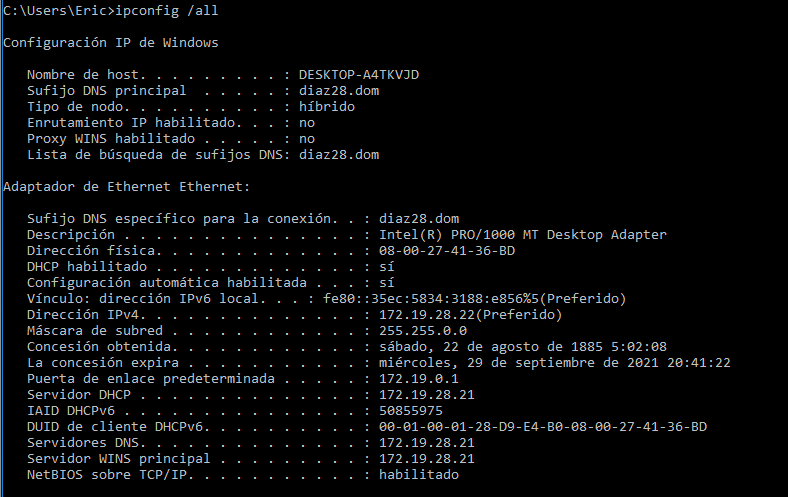 C:\Users\Eric>ipconfig /all
Configuración IP de Windows
Nombre de host. . . . . . . . . : DESKTOP-A4TKVJD
Sufijo DNS principal  . . . . . : diaz28.dom
Tipo de nodo. . . . . . . . . . : híbrido
Enrutamiento IP habilitado. . . : no
Proxy WINS habilitado . . . . . : no
Lista de búsqueda de sufijos DNS: diaz28.dom
Adaptador de Ethernet Ethernet:
Sufijo DNS específico para la conexión. . : diaz28.dom
Descripción . . . . . . . . . . . . . . . : Intel(R) PRO/1000 MT Desktop Adapter
Dirección física. . . . . . . . . . . . . : 08-00-27-41-36-BD
DHCP habilitado . . . . . . . . . . . . . : sí
Configuración automática habilitada . . . : sí
Vínculo: dirección IPv6 local. . . : fe80::35ec:5834:3188:e856%5(Preferido)
Dirección IPv4. . . . . . . . . . . . . . : 172.19.28.22(Preferido)
Máscara de subred . . . . . . . . . . . . : 255.255.0.0
Concesión obtenida. . . . . . . . . . . . : sábado, 22 de agosto de 1885 5:02:08
La concesión expira . . . . . . . . . . . : miércoles, 29 de septiembre de 2021 20:41:22
Puerta de enlace predeterminada . . . . . : 172.19.0.1
Servidor DHCP . . . . . . . . . . . . . . : 172.19.28.21
IAID DHCPv6 . . . . . . . . . . . . . . . : 50855975
DUID de cliente DHCPv6. . . . . . . . . . : 00-01-00-01-28-D9-E4-B0-08-00-27-41-36-BD
Servidores DNS. . . . . . . . . . . . . . : 172.19.28.21
Servidor WINS principal . . . . . . . . . : 172.19.28.21
NetBIOS sobre TCP/IP. . . . . . . . . . . : habilitado